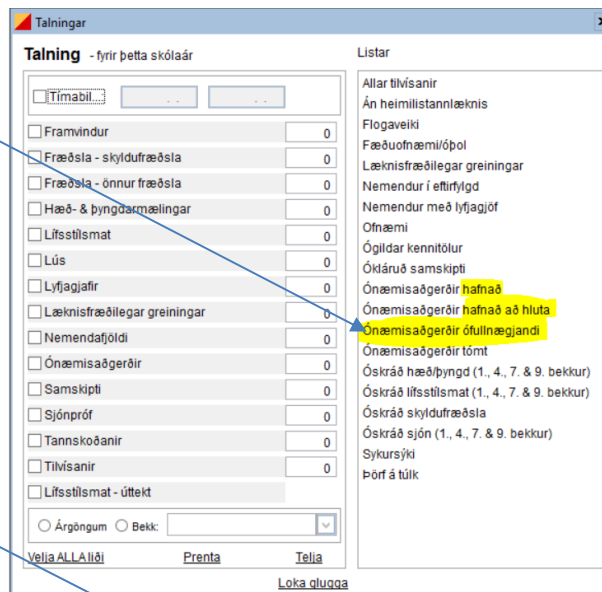 Talningar
Talning - fyrir þetta skólaár
Tímabil...: . . . .
Framvindur 0
Fræðsla - skyldufræðsla 0
Fræðsla - önnur fræðsla 0
Hæð- & þyngdarmælingar 0
Lífsstílsmat 0
Lús 0
Lyfjagjafir 0
Læknisfræðilegar greiningar 0
Nemendafjöldi 0
Ónæmisaðgerðir 0
Samskipti 0
Sjónpróf 0
Tannskoðanir 0
Tilvísanir 0
Lífsstílsmat - úttekt
Árgöngum Bekk:
Velja ALLA liði Prenta Telja
Listar
Allar tilvísanir
Án heimilistannlæknis
Flogaveiki
Fæðuofnæmi/óþol
Læknisfræðilegar greiningar
Nemendur í eftirfylgd
Nemendur með lyfjagjöf
Ofnæmi
Ógildar kennitölur
Ókláruð samskipti
Ónæmisaðgerðir hafnað
Ónæmisaðgerðir hafnað að hluta
Ónæmisaðgerðir ófullnægjandi
Ónæmisaðgerðir tómt
Óskráð hæð/þyngd (1., 4., 7. & 9. bekkur)
Óskráð lífsstílsmat (1., 4., 7. & 9. bekkur)
Óskráð skyldufræðsla
Óskráð sjón (1., 4., 7. & 9. bekkur)
Sykursýki
Þörf á túlk
Loka glugga